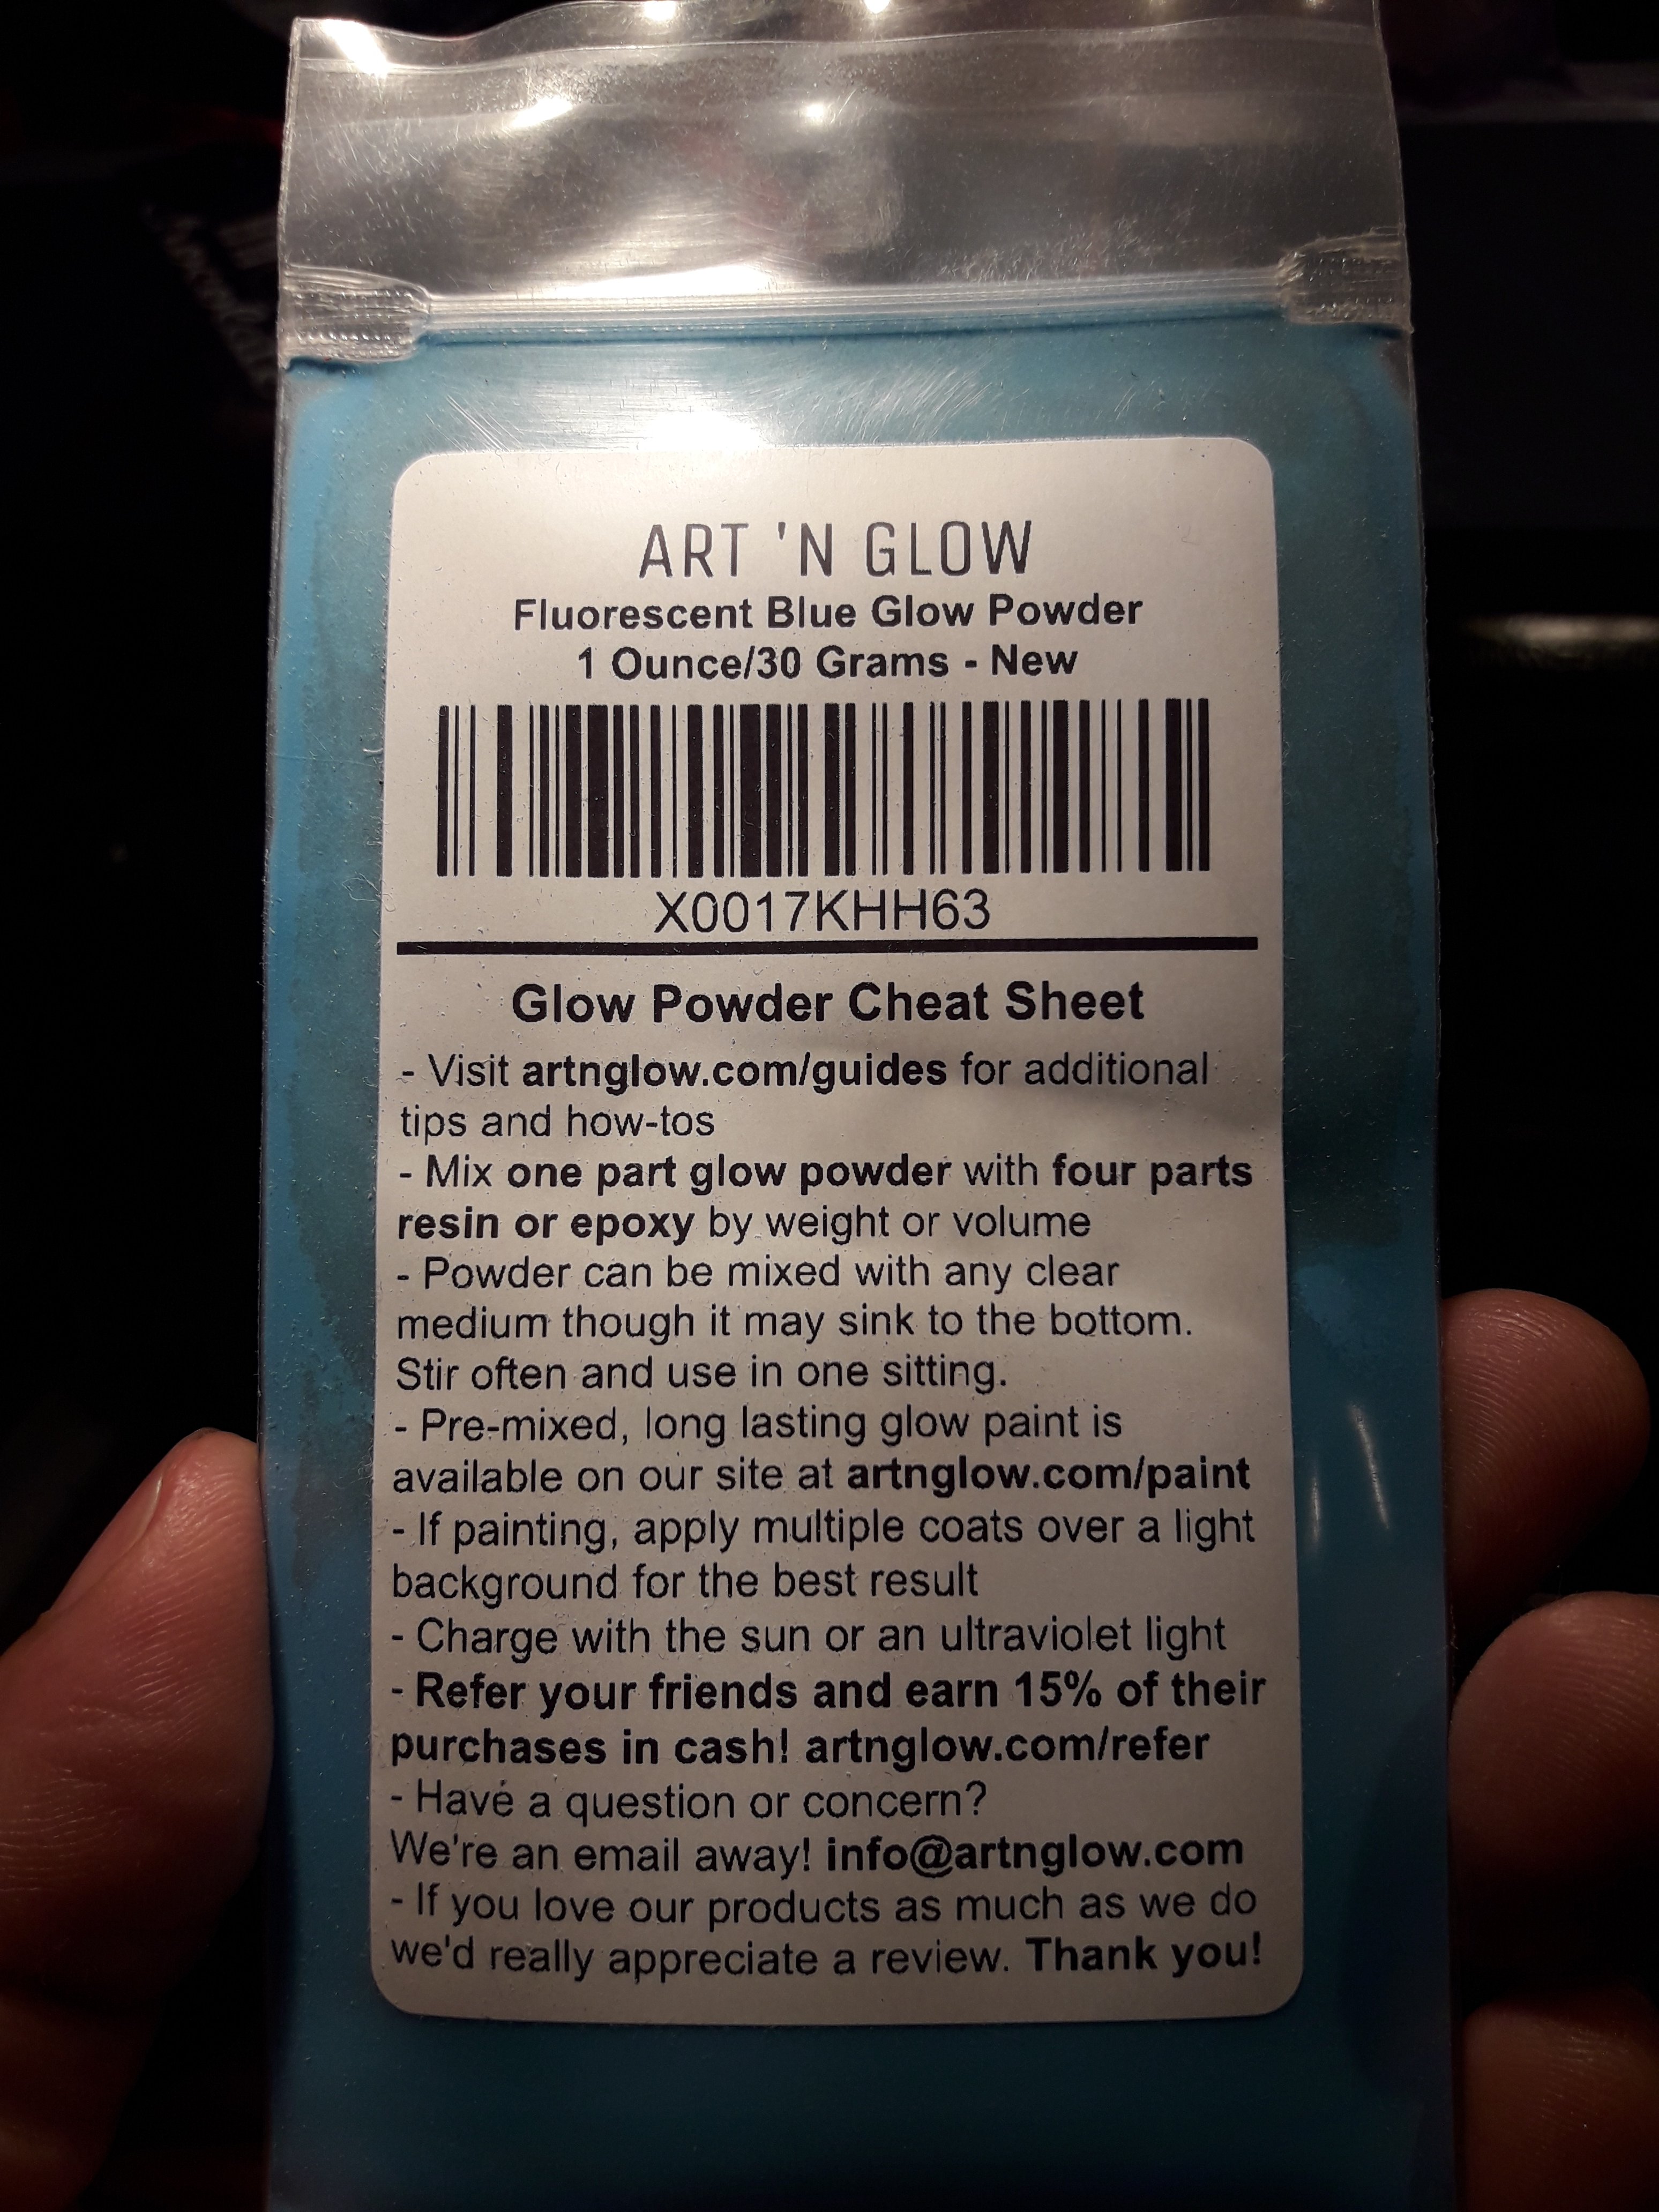 ART 'N GLOW
Fluorescent Blue Glow Powder
1 Ounce/30 Grams - New
X0017KHH63
Glow Powder Cheat Sheet
- Visit artnglow.com/guides for additional
tips and how-tos
- Mix one part glow powder with four parts
resin or epoxy by weight or volume
- Powder can be mixed with any clear
medium though it may sink to the bottom.
Stir often and use in one sitting.
- Pre-mixed, long lasting glow paint is
available on our site at artnglow.com/paint
- If painting, apply multiple coats over a light
background for the best result
- Charge with the sun or an ultraviolet light
- Refer your friends and earn 15% of their
purchases in cash! artnglow.com/refer
- Have a question or concern?
We're an email away! info@artnglow.com
- If you love our products as much as we do
we'd really appreciate a review. Thank you!